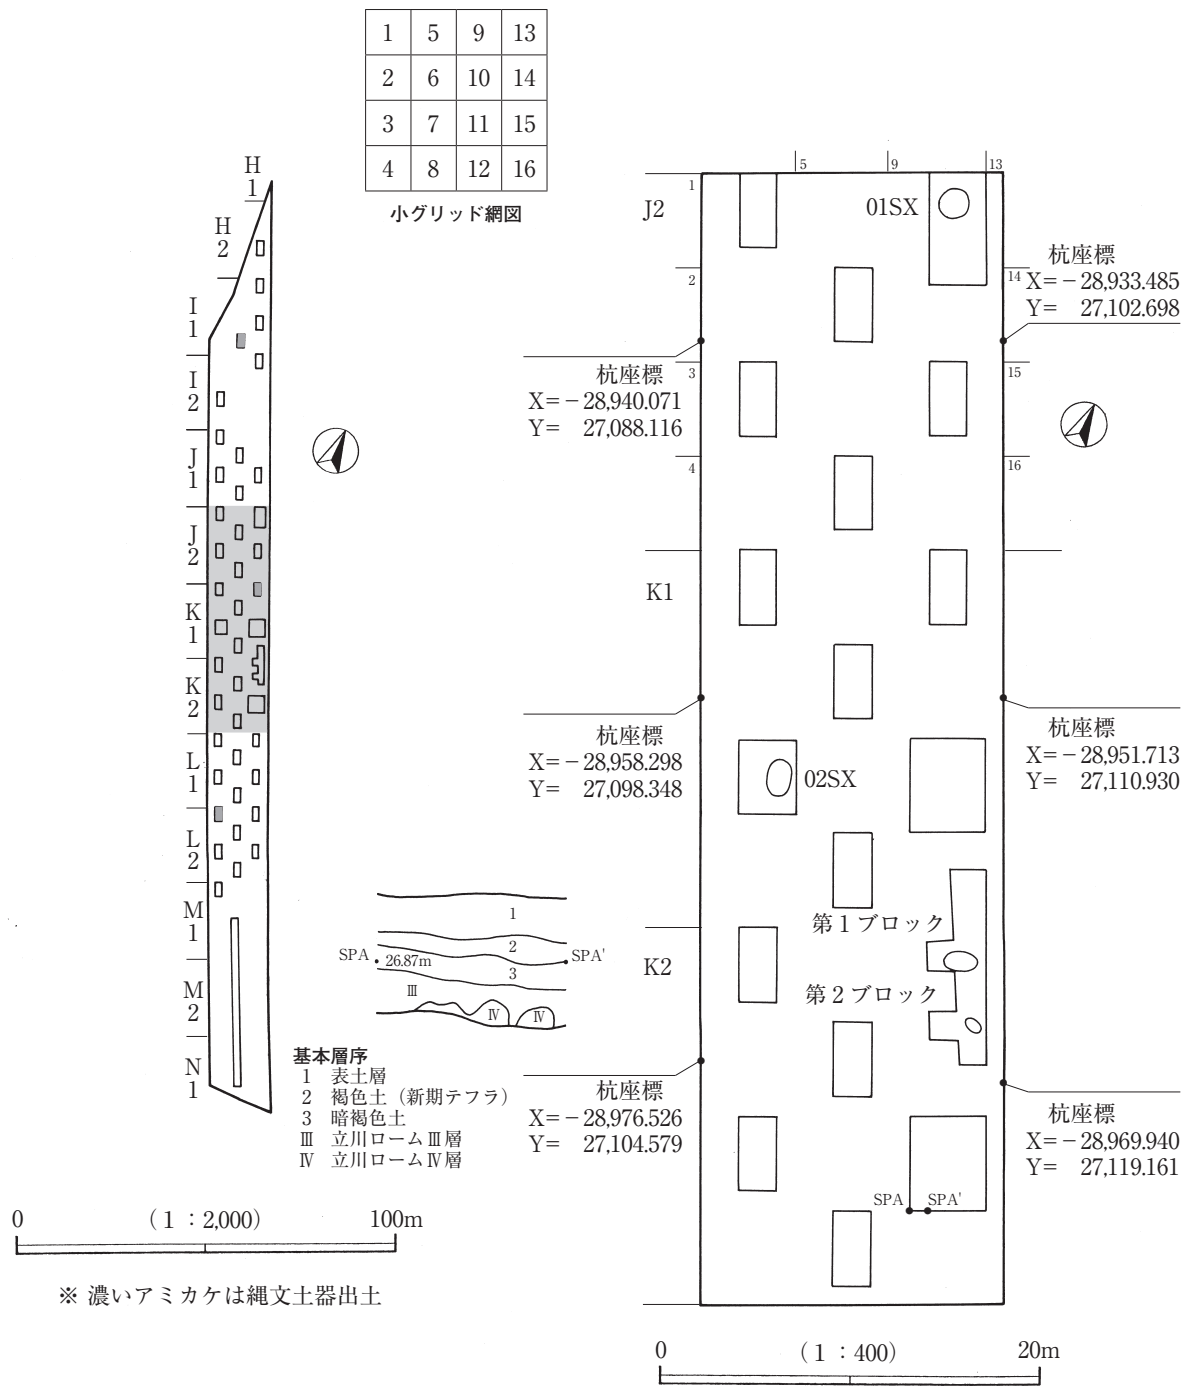 1 5 9 13
2 6 10 14
3 7 11 15
4 8 12 16
小グリッド網図
H
1
H
2
I
1
I
2
J
1
J
2
K
1
K
2
L
1
L
2
M
1
M
2
N
1
5 9 13
1
J2
01SX
2
14
杭座標
X=－28,933.485
Y= 27,102.698
3
15
杭座標
X=－28,940.071
Y= 27,088.116
4
16
K1
杭座標
X=－28,958.298
Y= 27,098.348
杭座標
X=－28,951.713
Y= 27,110.930
02SX
第１ブロック
K2
第２ブロック
杭座標
X=－28,976.526
Y= 27,104.579
杭座標
X=－28,969.940
Y= 27,119.161
SPA SPA'
1
2
SPA 26.87m SPA'
3
Ⅲ
Ⅳ Ⅳ
基本層序
1 表土層
2 褐色土（新期テフラ）
3 暗褐色土
Ⅲ 立川ロームⅢ層
Ⅳ 立川ロームⅣ層
0 （１：2,000） 100m
※ 濃いアミカケは縄文土器出土
0 （１：400） 20m